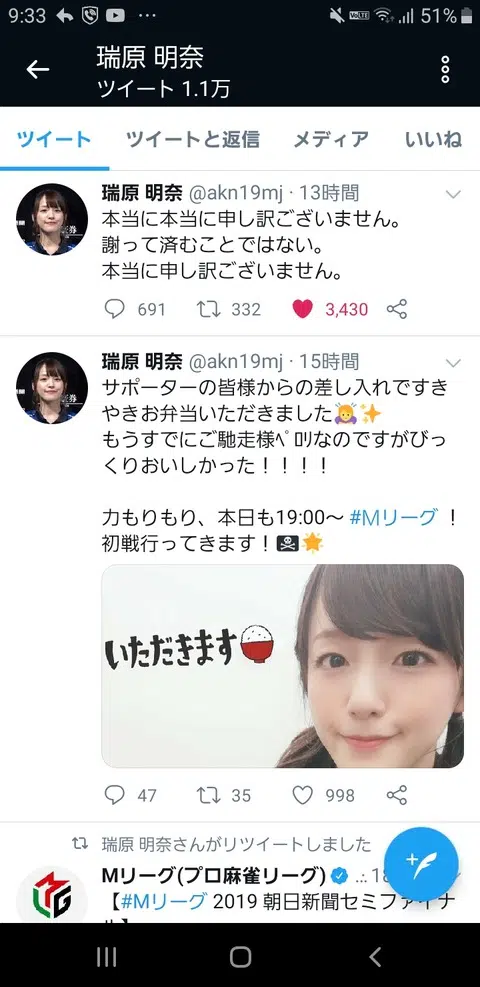 9:33 … VoLTE 51%
瑞原 明奈
ツイート 1.1万
ツイート ツイートと返信 メディア いいね
瑞原 明奈 @akn19mj · 13時間
本当に本当に申し訳ございません。
謝って済むことではない。
本当に申し訳ございません。
691 332 3,430
瑞原 明奈 @akn19mj · 15時間
サポーターの皆様からの差し入れですき
やきお弁当いただきました🙇‍♀️✨
もうすでにご馳走様ﾍﾟﾛﾘなのですがびっ
くりおいしかった！！！！
力もりもり、本日も19:00〜 #Mリーグ ！
初戦行ってきます！🏴‍☠️🌟
いただきます🍚
47 35 998
瑞原 明奈さんがリツイートしました
Mリーグ(プロ麻雀リーグ) ..· 18
【#Mリーグ 2019 朝日新聞セミファイナ